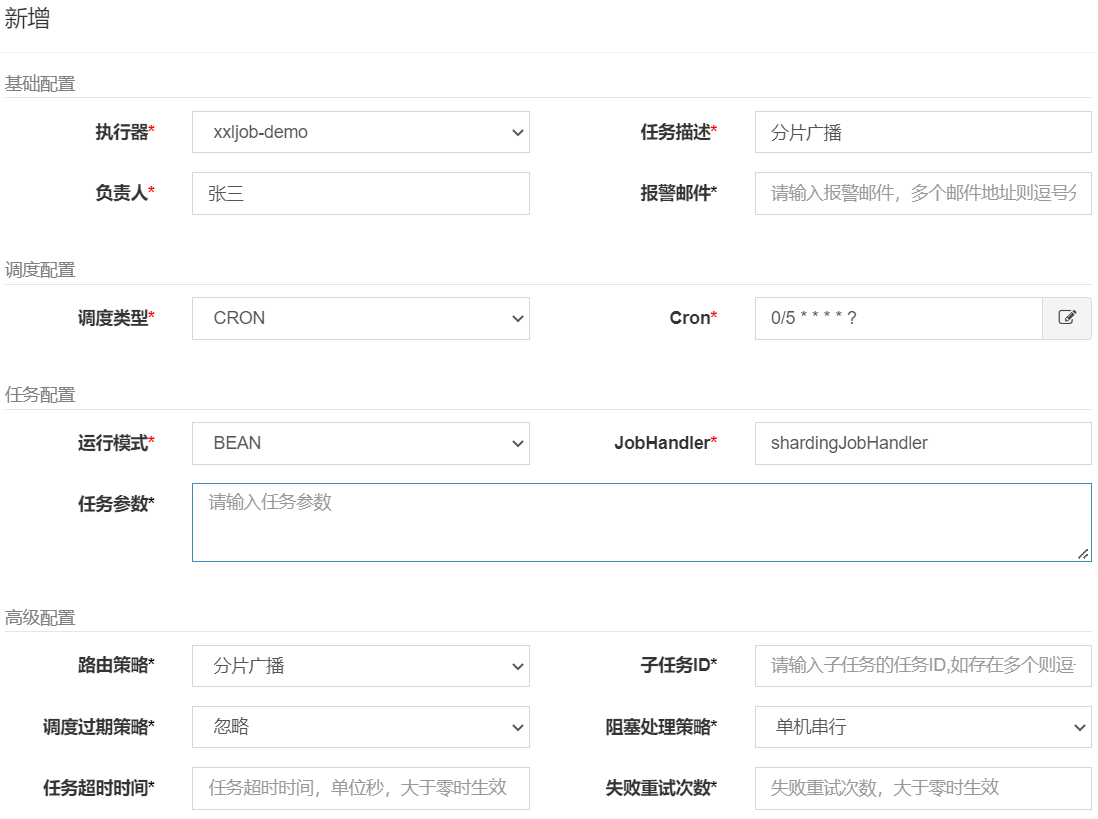 新增
基础配置
执行器* xxljob-demo 任务描述* 分片广播
负责人* 张三 报警邮件* 请输入报警邮件，多个邮件地址则逗号分
调度配置
调度类型* CRON Cron* 0/5 * * * * ?
任务配置
运行模式* BEAN JobHandler* shardingJobHandler
任务参数* 请输入任务参数
高级配置
路由策略* 分片广播 子任务ID* 请输入子任务的任务ID,如存在多个则逗
调度过期策略* 忽略 阻塞处理策略* 单机串行
任务超时时间* 任务超时时间，单位秒，大于零时生效 失败重试次数* 失败重试次数，大于零时生效